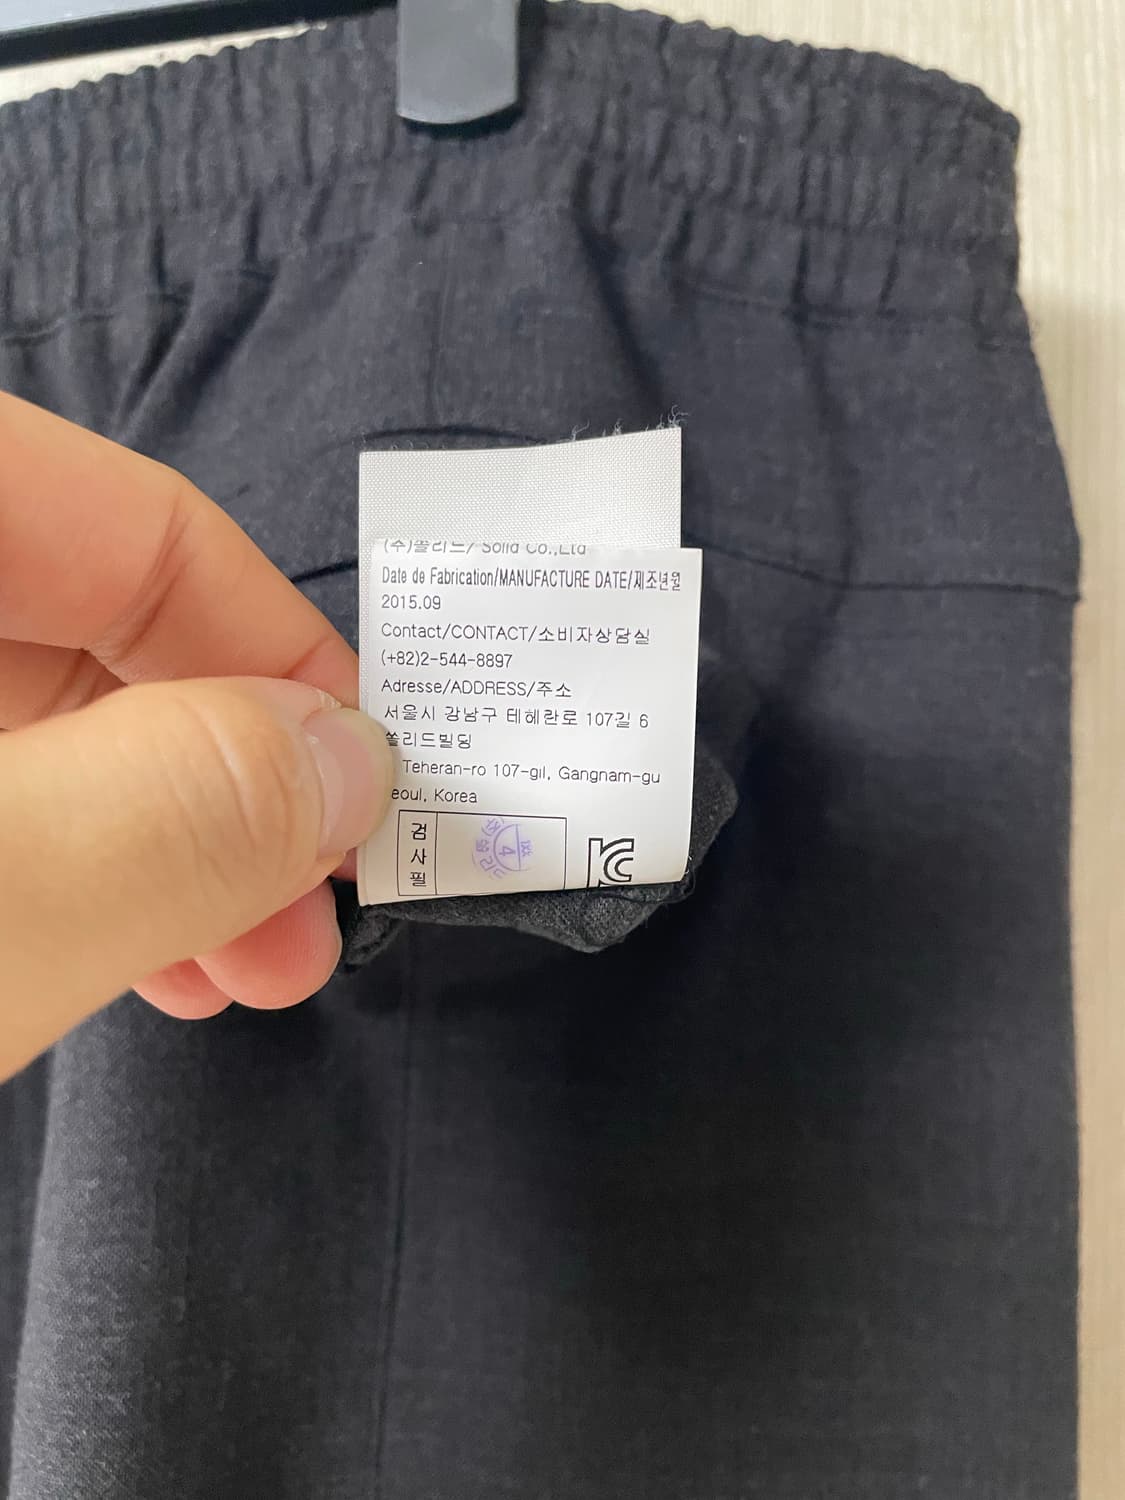 (주)쏠리드/ Solid Co.,Ltd
Date de Fabrication/MANUFACTURE DATE/제조년월
2015.09
Contact/CONTACT/소비자상담실
(+82)2-544-8897
Adresse/ADDRESS/주소
서울시 강남구 테헤란로 107길 6
쏠리드빌딩
Teheran-ro 107-gil, Gangnam-gu
eoul, Korea
검사필
4
KC